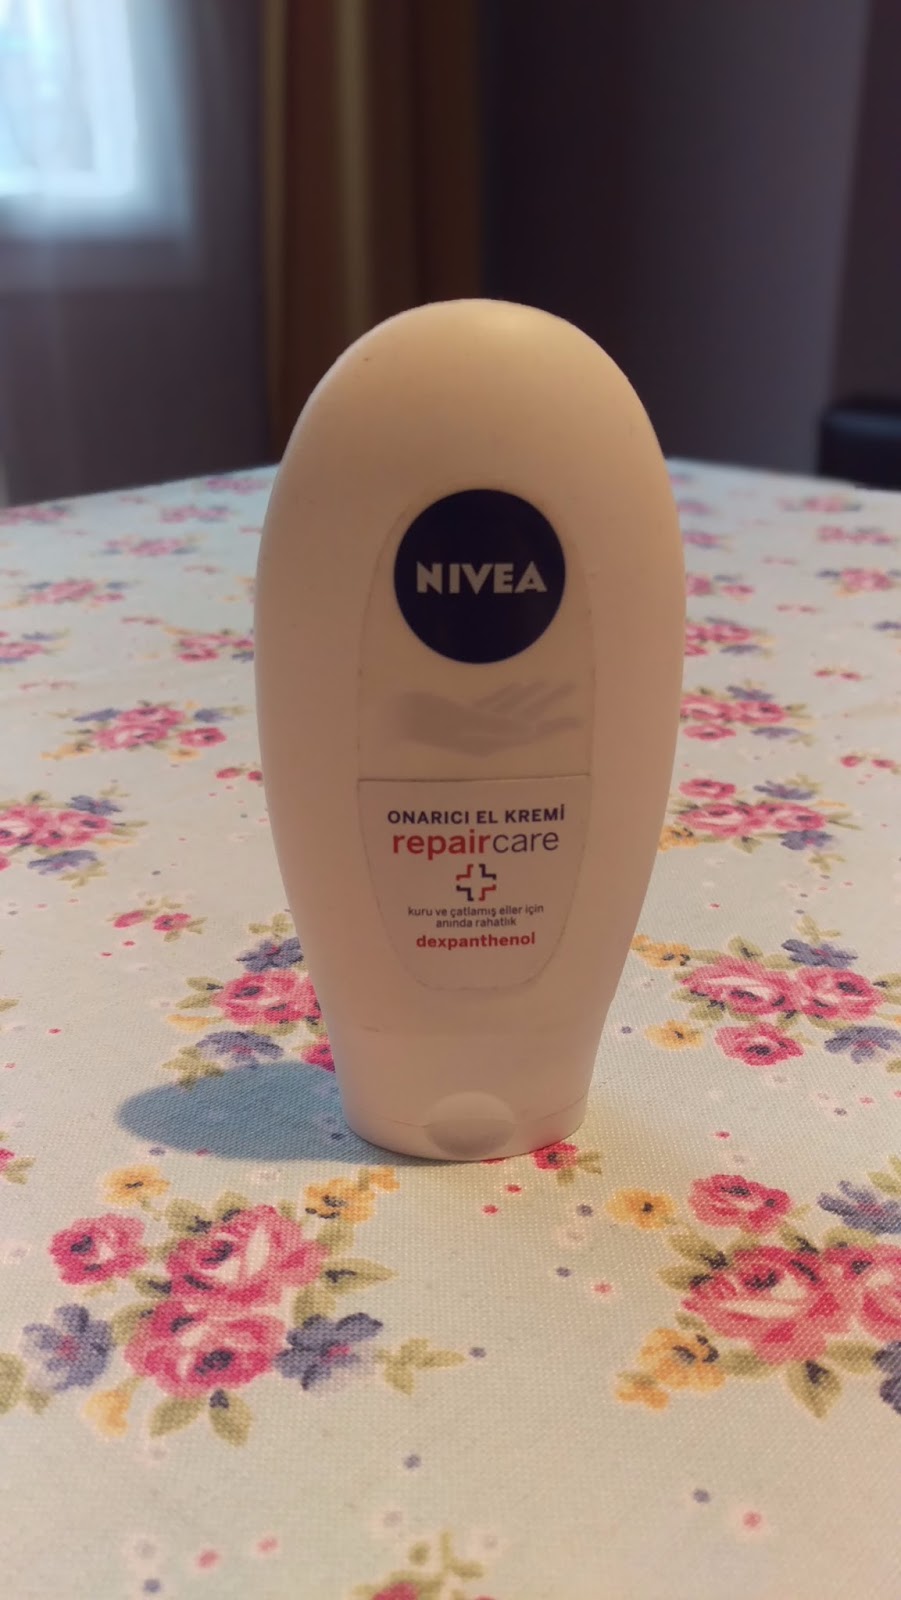 NIVEA
ONARICI EL KREMİ
repaircare
kuru ve çatlamış eller için
anında rahatlık
dexpanthenol